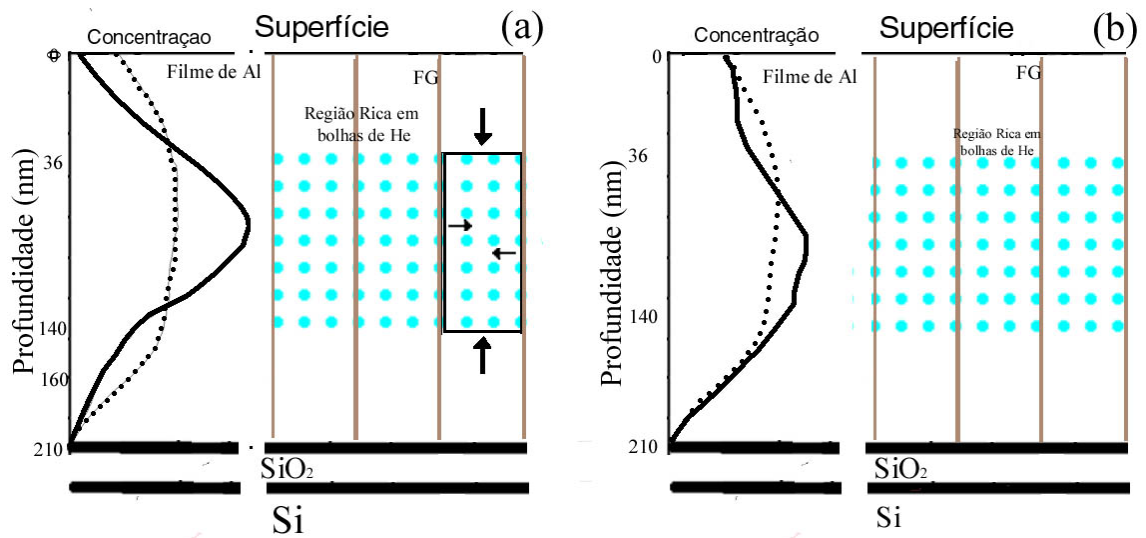 Concentraçao
Superfície
(a)
Filme de Al
FG
Região Rica em
bolhas de He
Profundidade (nm)
0
36
140
160
210
SiO2
Si
Concentração
Superfície
(b)
Filme de Al
FG
Região Rica em
bolhas de He
Profundidade (nm)
0
36
140
210
SiO2
Si